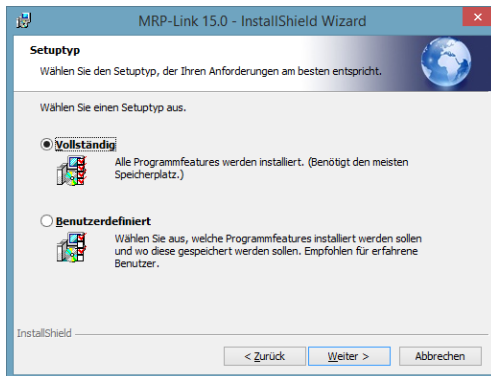 MRP-Link 15.0 - InstallShield Wizard
Setuptyp
Wählen Sie den Setuptyp, der Ihren Anforderungen am besten entspricht.
Wählen Sie einen Setuptyp aus.
Vollständig
Alle Programmfeatures werden installiert. (Benötigt den meisten
Speicherplatz.)
Benutzerdefiniert
Wählen Sie aus, welche Programmfeatures installiert werden sollen
und wo diese gespeichert werden sollen. Empfohlen für erfahrene
Benutzer.
InstallShield
< Zurück Weiter > Abbrechen